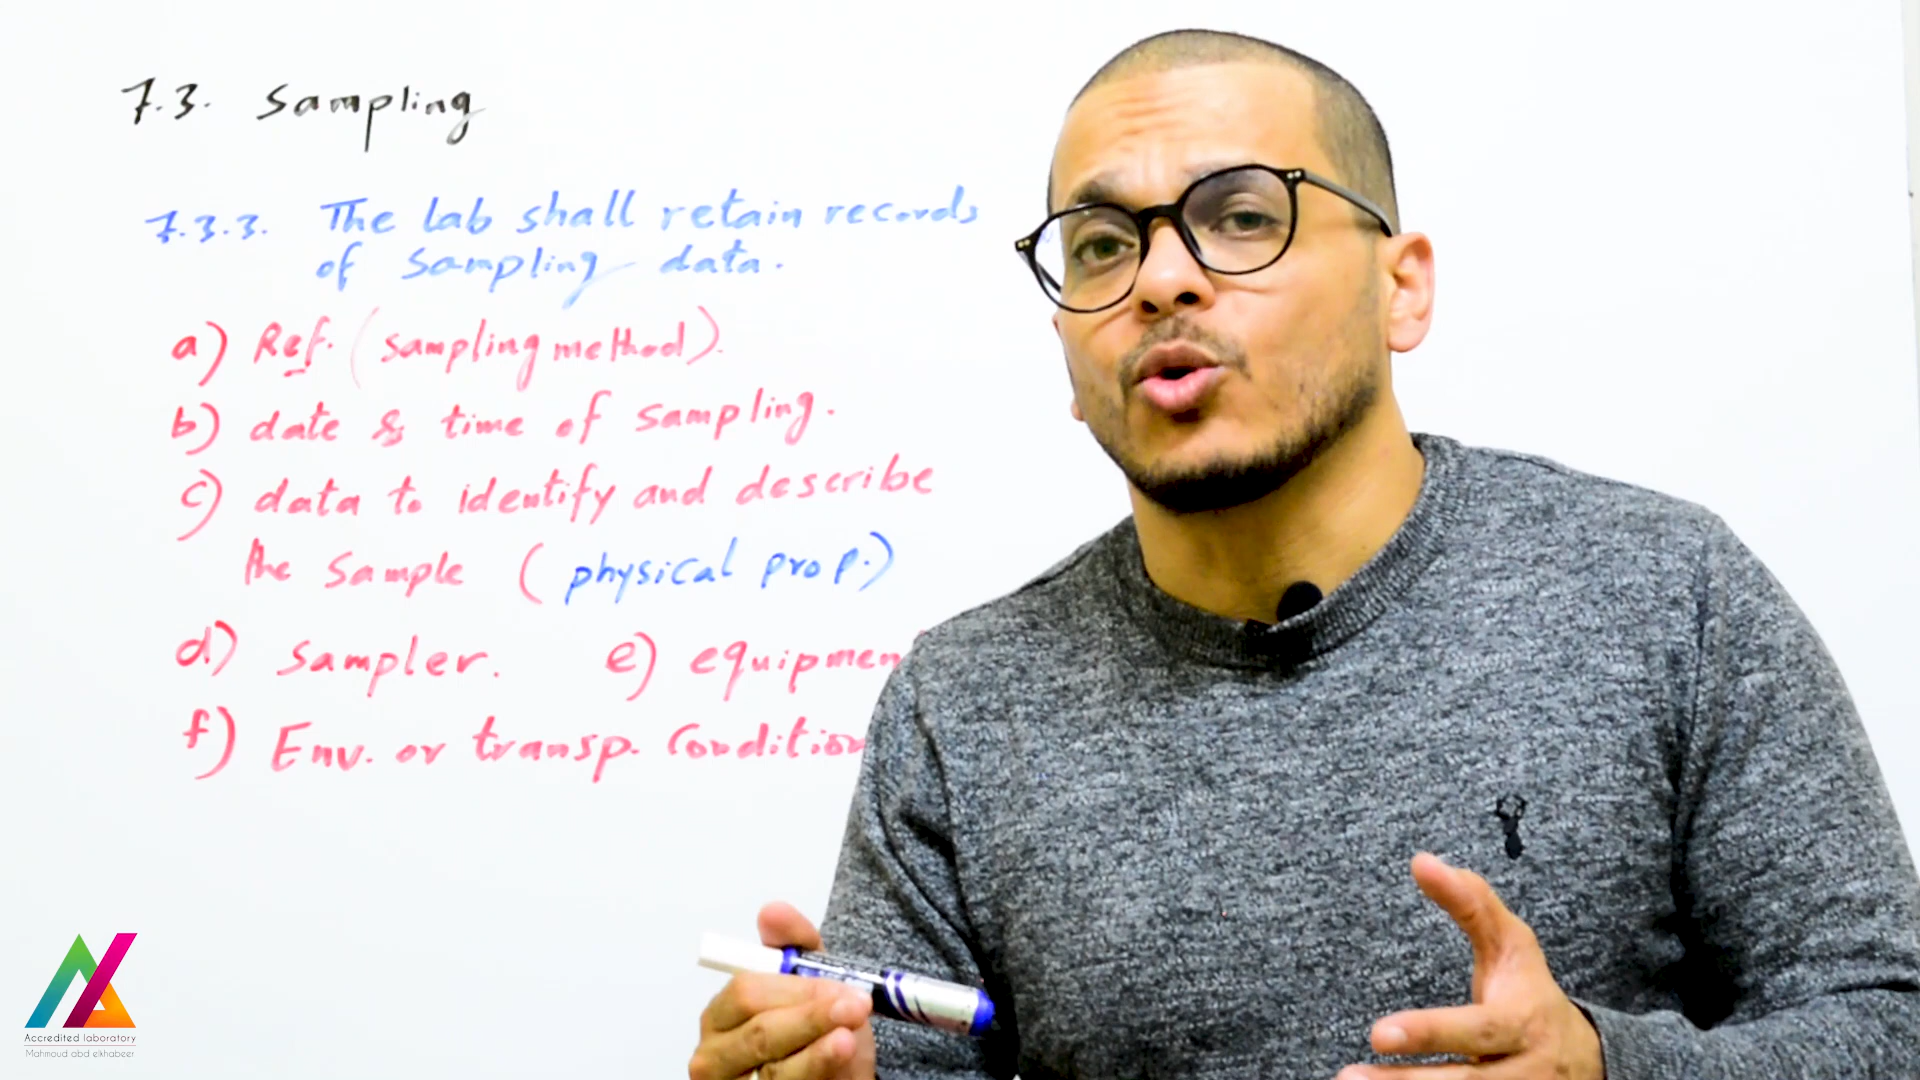 7.3. Sampling
7.3.3. The lab shall retain records
of Sampling data.
a) Ref. (sampling method).
b) date & time of sampling.
c) data to identify and describe
the Sample (physical prop.)
d) sampler. e) equipmen
f) Env. or transp. Condition
Accredited laboratory
Mahmoud abd elkhabeer